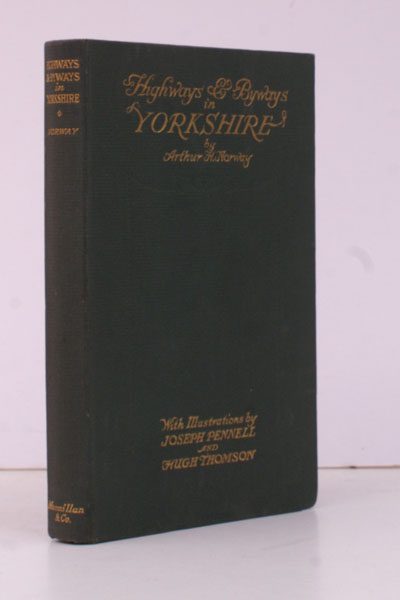 HIGHWAYS
& BYWAYS
in
YORKSHIRE
NORWAY
Macmillan
& Co.
Highways & Byways
in
YORKSHIRE
by
Arthur H. Norway
With Illustrations by
JOSEPH PENNELL
AND
HUGH THOMSON